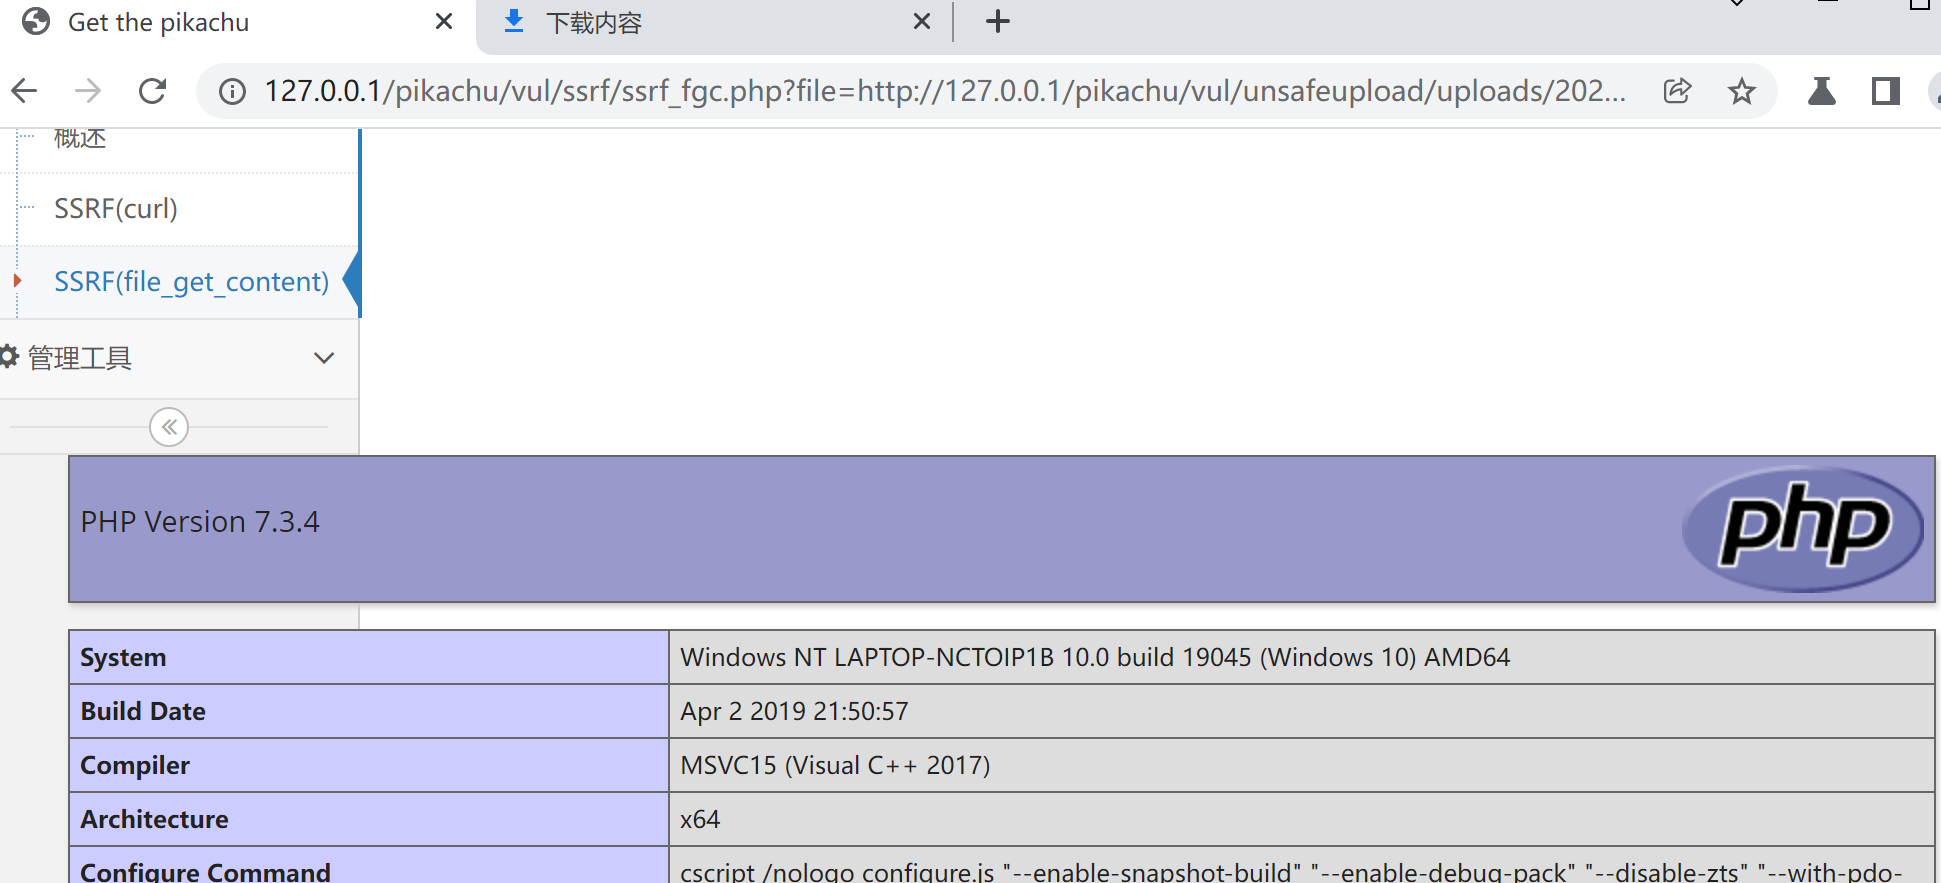 Get the pikachu
下载内容
127.0.0.1/pikachu/vul/ssrf/ssrf_fgc.php?file=http://127.0.0.1/pikachu/vul/unsafeupload/uploads/202...
概述
SSRF(curl)
SSRF(file_get_content)
管理工具
PHP Version 7.3.4
php
System Windows NT LAPTOP-NCTOIP1B 10.0 build 19045 (Windows 10) AMD64
Build Date Apr 2 2019 21:50:57
Compiler MSVC15 (Visual C++ 2017)
Architecture x64
Configure Command cscript /nologo configure.js "--enable-snapshot-build" "--enable-debug-pack" "--disable-zts" "--with-pdo-